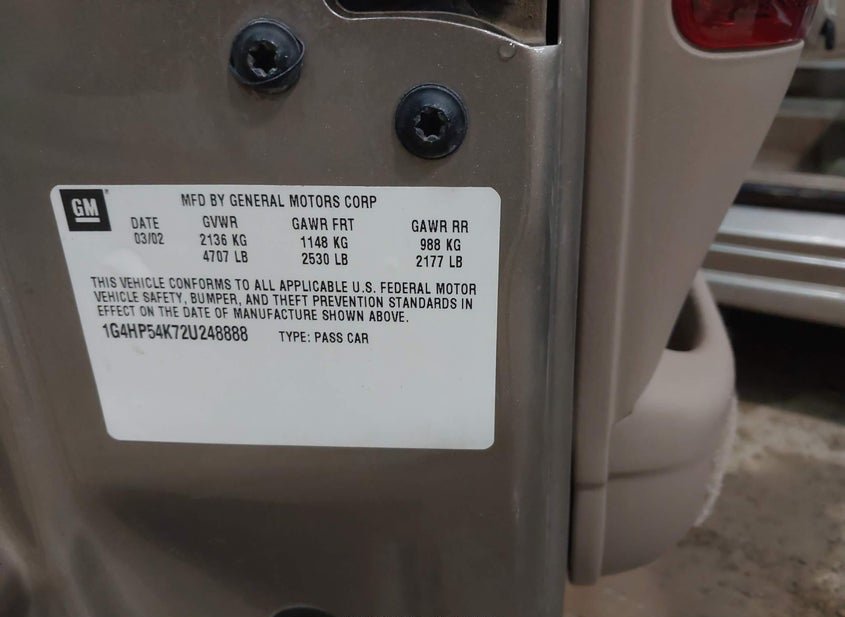 GM
MFD BY GENERAL MOTORS CORP
DATE GVWR GAWR FRT GAWR RR
03/02 2136 KG 1148 KG 988 KG
4707 LB 2530 LB 2177 LB
THIS VEHICLE CONFORMS TO ALL APPLICABLE U.S. FEDERAL MOTOR
VEHICLE SAFETY, BUMPER, AND THEFT PREVENTION STANDARDS IN
EFFECT ON THE DATE OF MANUFACTURE SHOWN ABOVE.
1G4HP54K72U248888 TYPE: PASS CAR